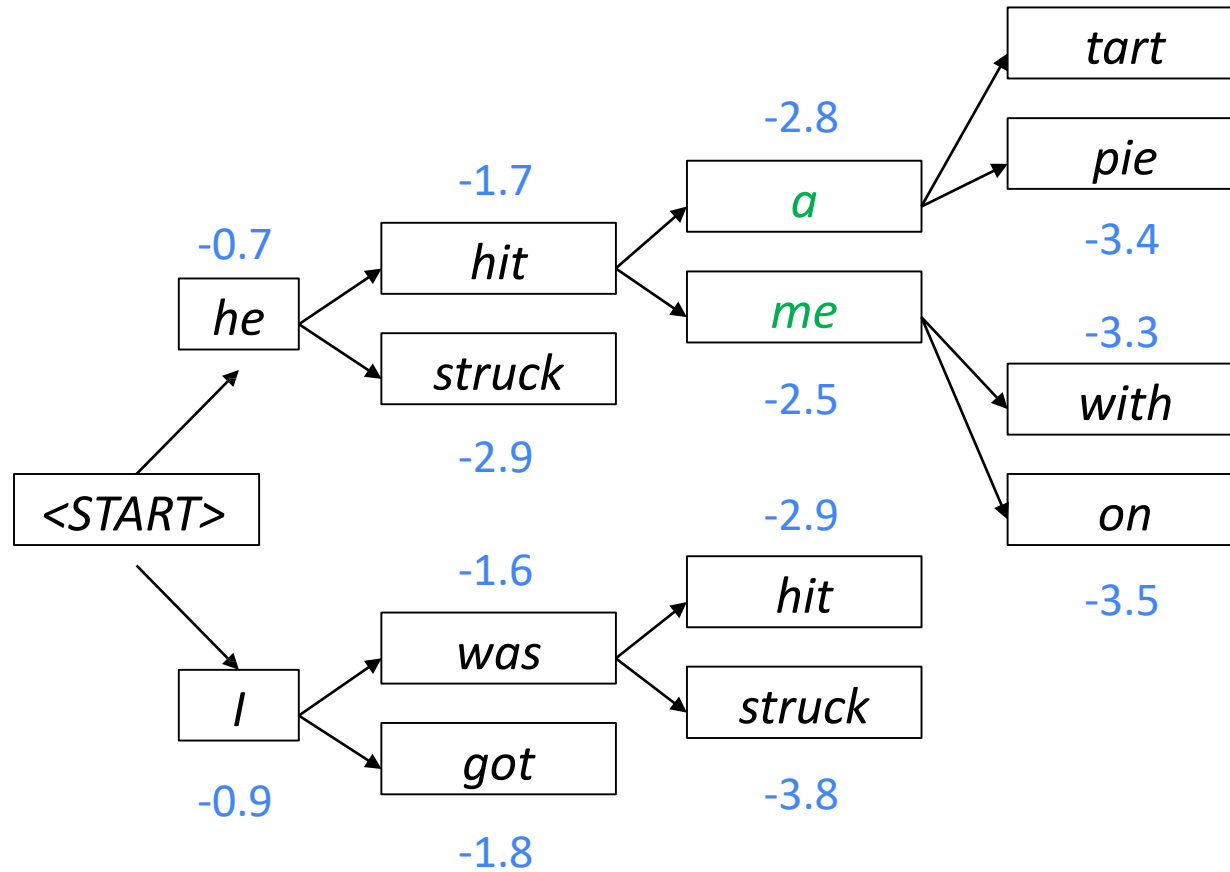 tart
-2.8
pie
-1.7
a
-3.4
-0.7
hit
he
me
-3.3
struck
-2.5
with
-2.9
<START>
-2.9
on
-1.6
hit
-3.5
was
I
struck
got
-0.9
-3.8
-1.8